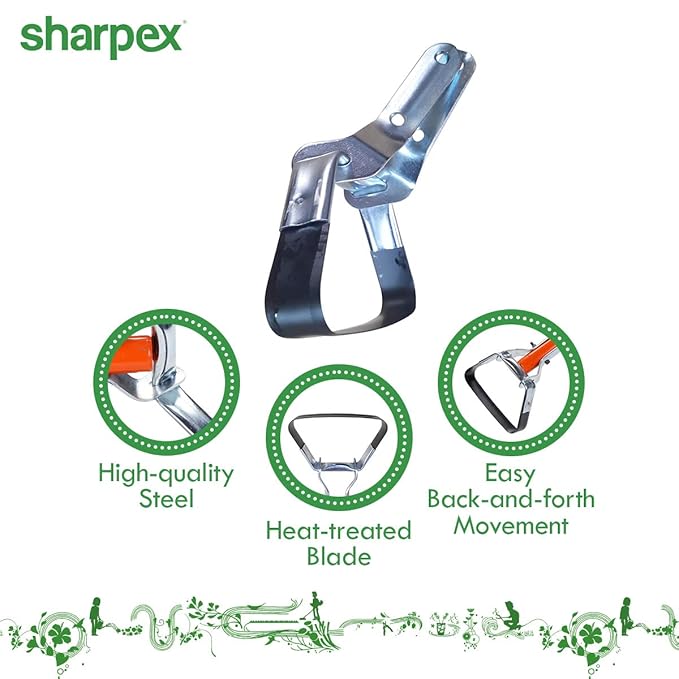 sharpex®
High-quality
Steel
Heat-treated
Blade
Easy
Back-and-forth
Movement